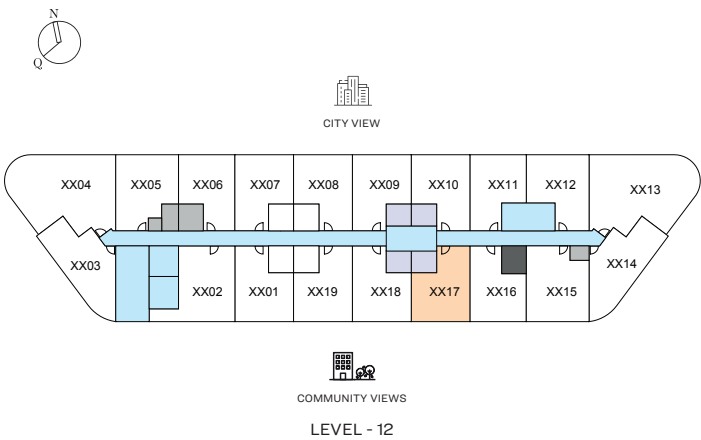 N
Q
CITY VIEW
XX04 XX05 XX06 XX07 XX08 XX09 XX10 XX11 XX12 XX13
XX03 XX02 XX01 XX19 XX18 XX17 XX16 XX15 XX14
COMMUNITY VIEWS
LEVEL - 12